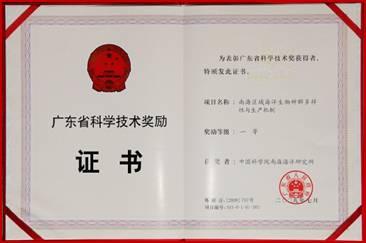 广东省科学技术奖励
证书
为表彰广东省科学技术奖获得者，
特颁发此证书。
项目名称：南海区域海洋生物种群多样
性与生产机制
奖励等级：一等
获奖者：中国科学院南海海洋研究所